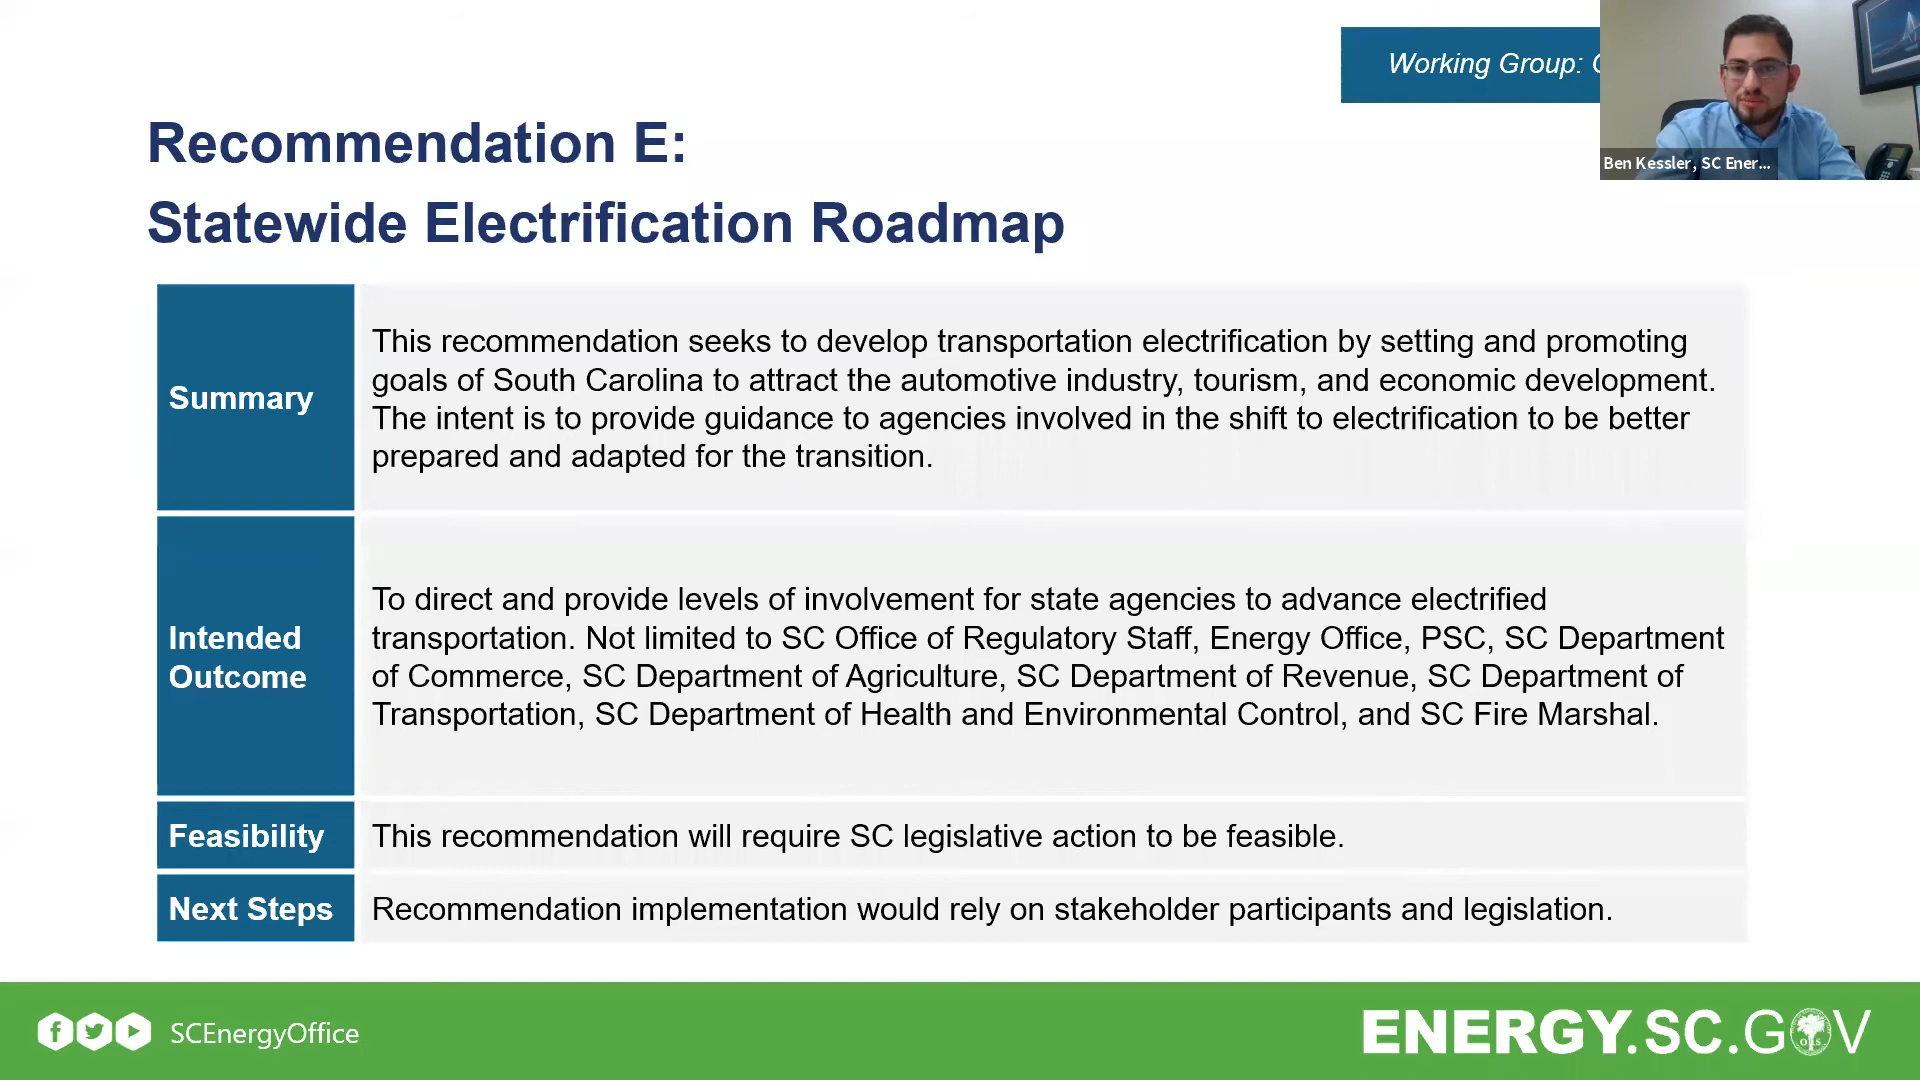 Working Group:
Ben Kessler, SC Ener...
Recommendation E:
Statewide Electrification Roadmap
Summary
This recommendation seeks to develop transportation electrification by setting and promoting
goals of South Carolina to attract the automotive industry, tourism, and economic development.
The intent is to provide guidance to agencies involved in the shift to electrification to be better
prepared and adapted for the transition.
Intended
Outcome
To direct and provide levels of involvement for state agencies to advance electrified
transportation. Not limited to SC Office of Regulatory Staff, Energy Office, PSC, SC Department
of Commerce, SC Department of Agriculture, SC Department of Revenue, SC Department of
Transportation, SC Department of Health and Environmental Control, and SC Fire Marshal.
Feasibility
This recommendation will require SC legislative action to be feasible.
Next Steps
Recommendation implementation would rely on stakeholder participants and legislation.
SCEnergyOffice
ENERGY.SC.GOV